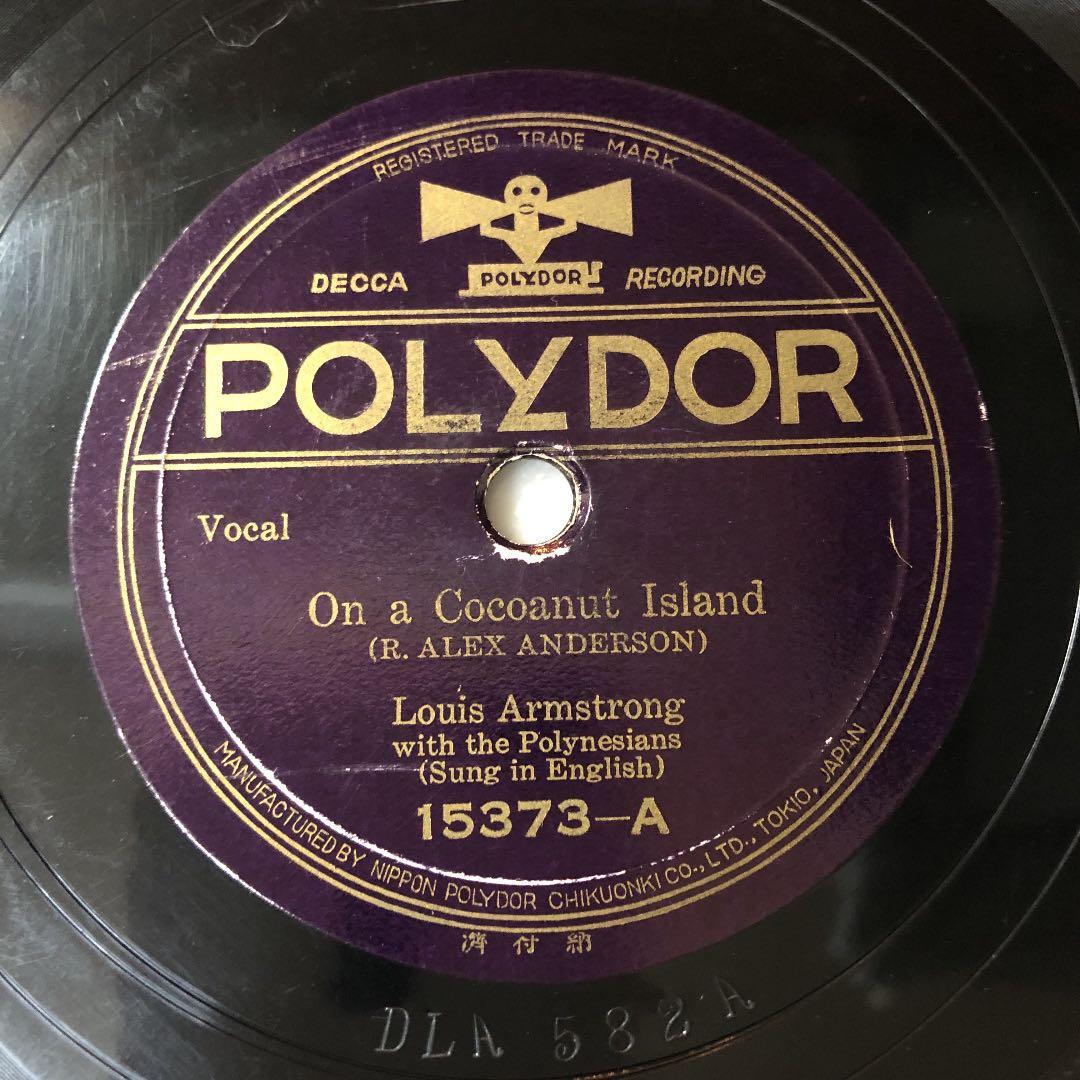 REGISTERED TRADE MARK
DECCA POLYDOR RECORDING
POLYDOR
Vocal
On a Cocoanut Island
(R. ALEX ANDERSON)
Louis Armstrong
with the Polynesians
(Sung in English)
15373-A
MANUFACTURED BY NIPPON POLYDOR CHIKUONKI CO., LTD., TOKIO, JAPAN
濟付納
DLA 582 A